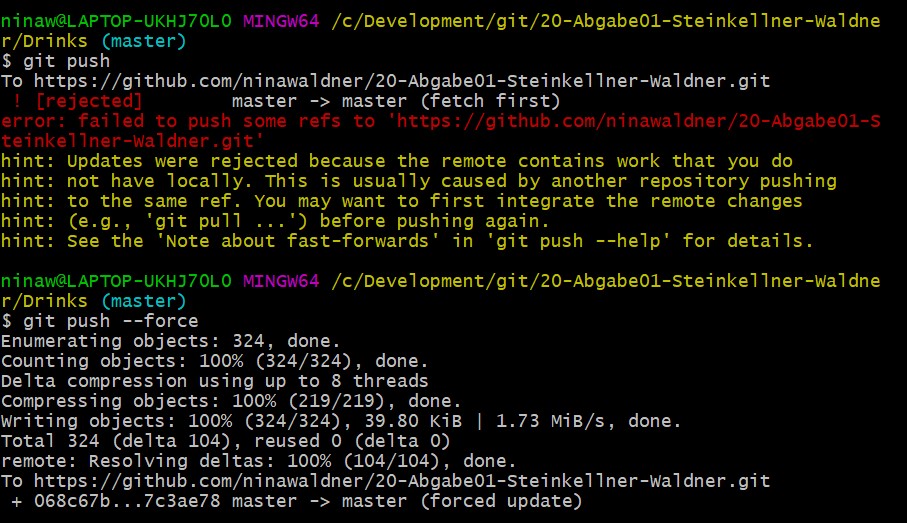 ninaw@LAPTOP-UKHJ7OLO MINGW64 /c/Development/git/20-Abgabe01-Steinkellner-Waldne
r/Drinks (master)
$ git push
To https://github.com/ninawaldner/20-Abgabe01-Steinkellner-Waldner.git
 ! [rejected]        master -> master (fetch first)
error: failed to push some refs to 'https://github.com/ninawaldner/20-Abgabe01-S
teinkellner-Waldner.git'
hint: Updates were rejected because the remote contains work that you do
hint: not have locally. This is usually caused by another repository pushing
hint: to the same ref. You may want to first integrate the remote changes
hint: (e.g., 'git pull ...') before pushing again.
hint: See the 'Note about fast-forwards' in 'git push --help' for details.
ninaw@LAPTOP-UKHJ7OLO MINGW64 /c/Development/git/20-Abgabe01-Steinkellner-Waldne
r/Drinks (master)
$ git push --force
Enumerating objects: 324, done.
Counting objects: 100% (324/324), done.
Delta compression using up to 8 threads
Compressing objects: 100% (219/219), done.
Writing objects: 100% (324/324), 39.80 KiB | 1.73 MiB/s, done.
Total 324 (delta 104), reused 0 (delta 0)
remote: Resolving deltas: 100% (104/104), done.
To https://github.com/ninawaldner/20-Abgabe01-Steinkellner-Waldner.git
 + 068c67b...7c3ae78 master -> master (forced update)